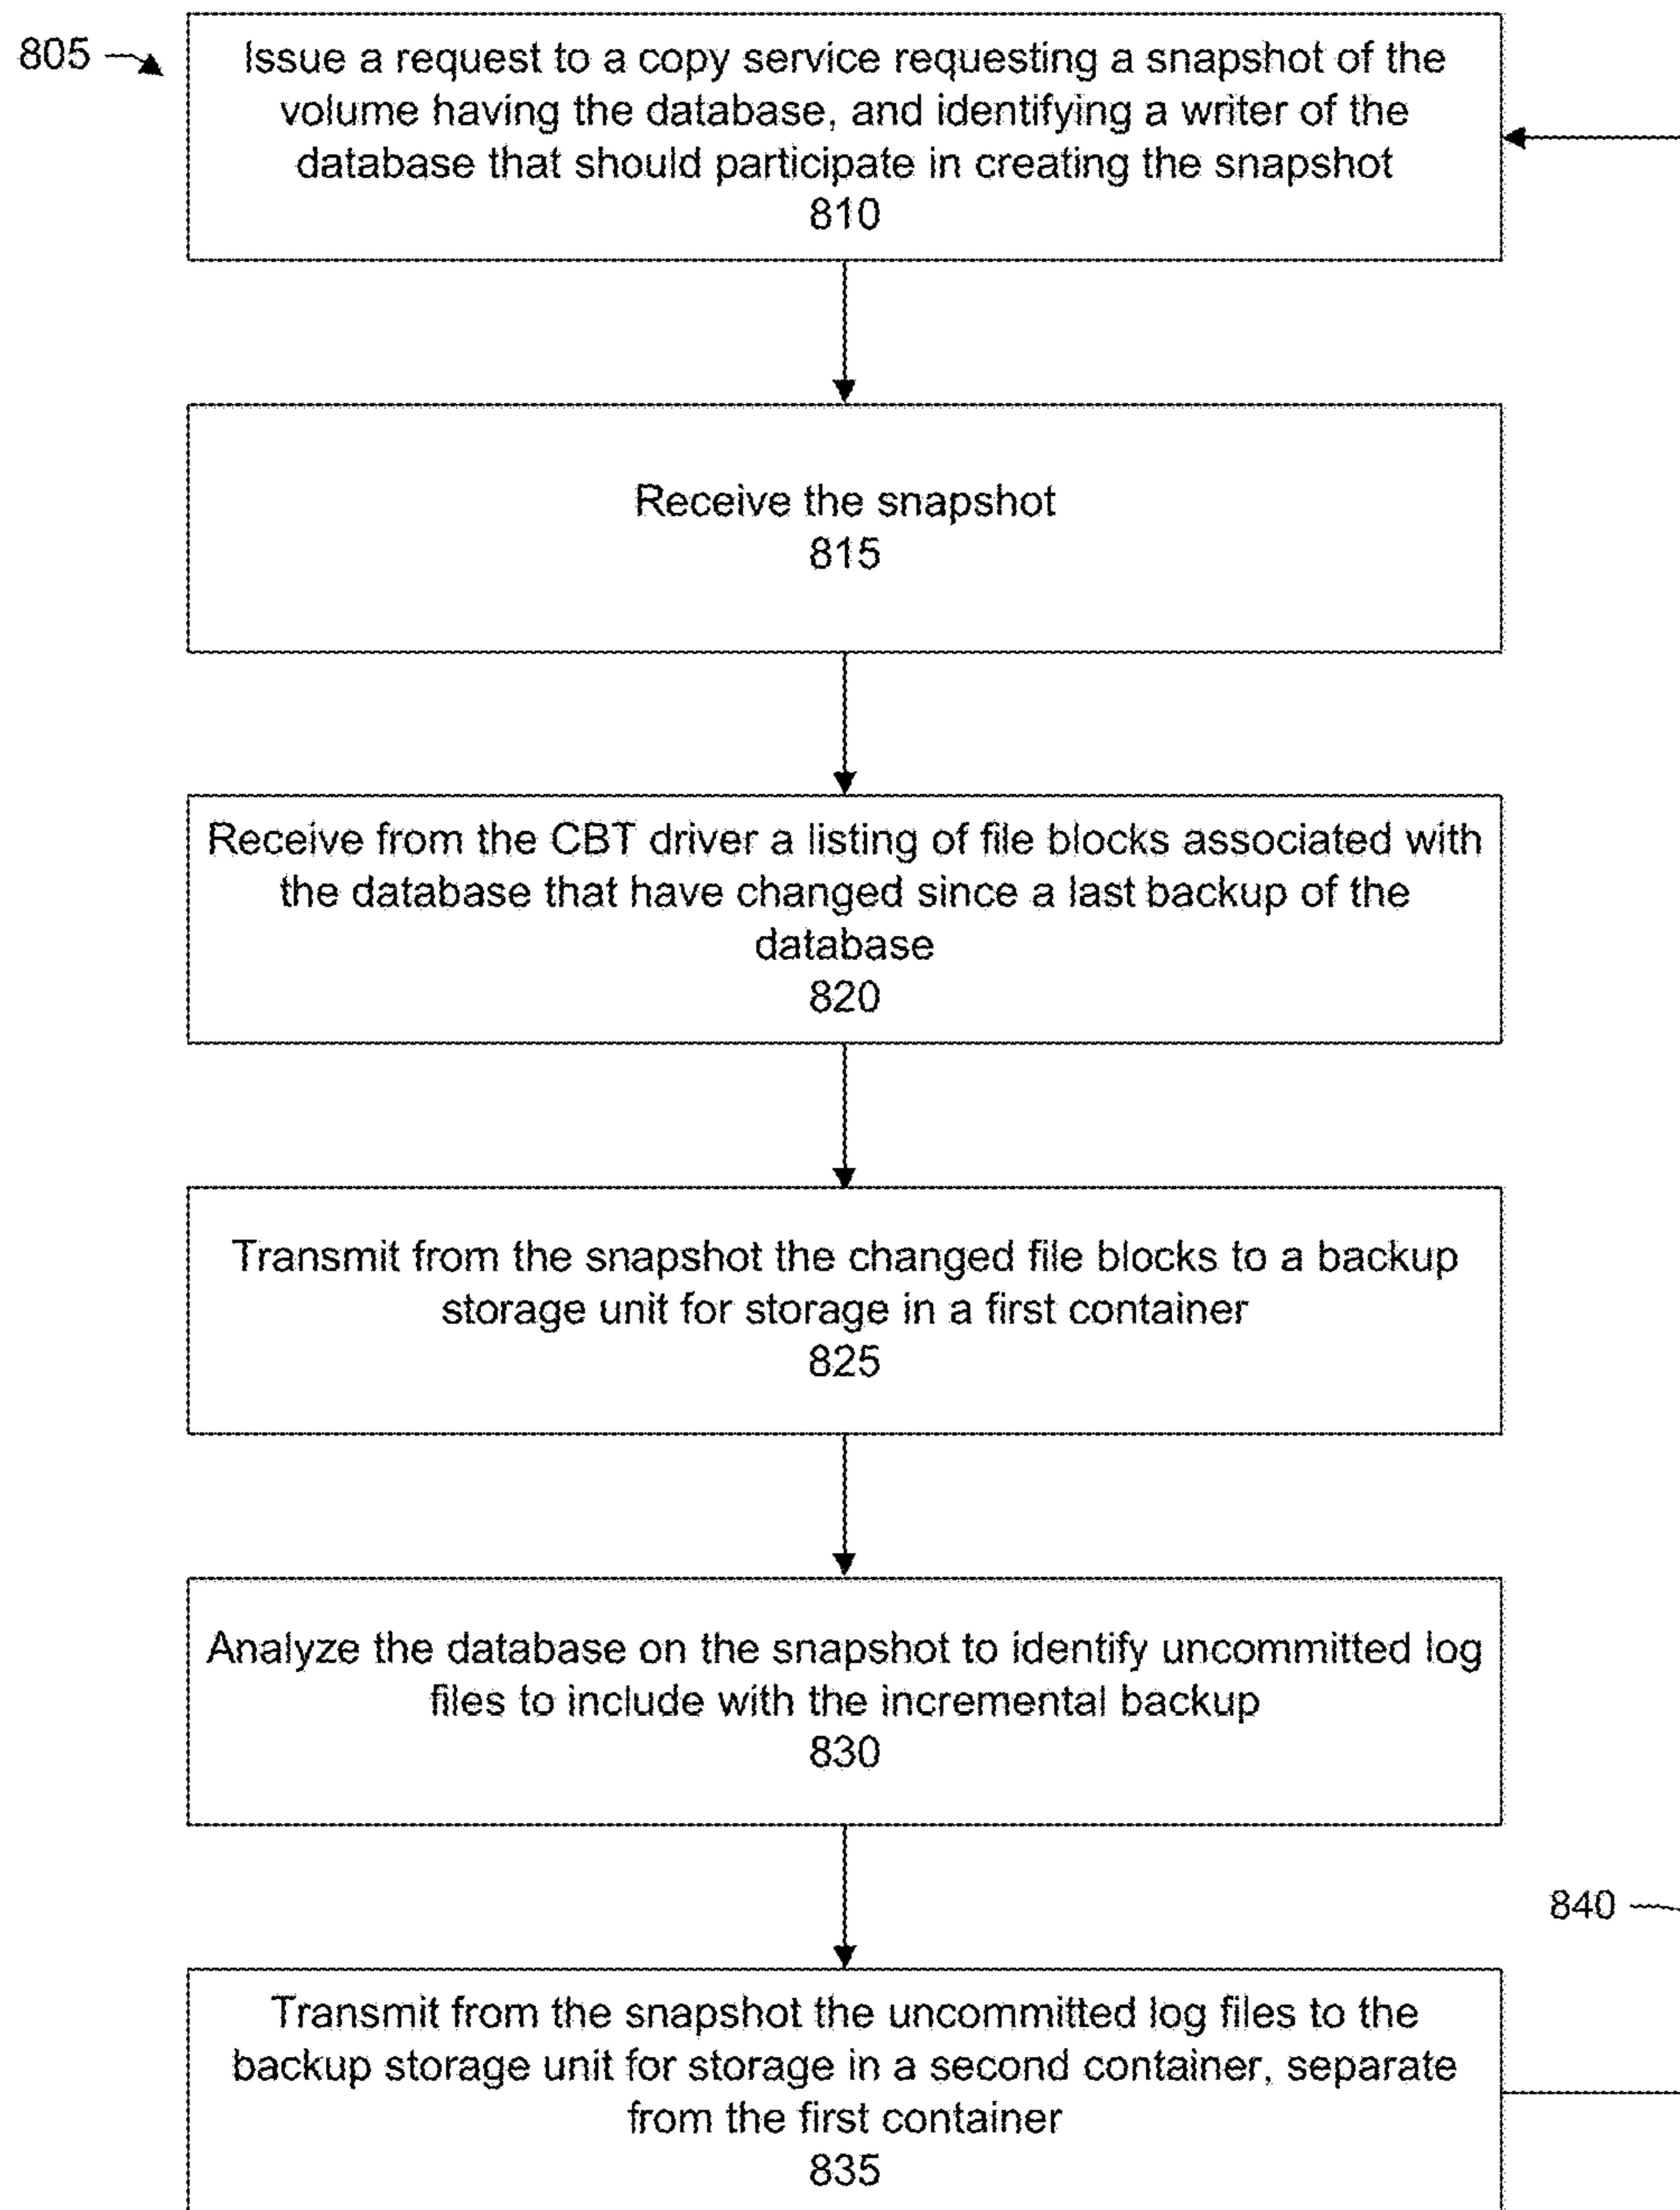 805
Issue a request to a copy service requesting a snapshot of the
volume having the database, and identifying a writer of the
database that should participate in creating the snapshot
810
Receive the snapshot
815
Receive from the CBT driver a listing of file blocks associated with
the database that have changed since a last backup of the
database
820
Transmit from the snapshot the changed file blocks to a backup
storage unit for storage in a first container
825
Analyze the database on the snapshot to identify uncommitted log
files to include with the incremental backup
830
840
Transmit from the snapshot the uncommitted log files to the
backup storage unit for storage in a second container, separate
from the first container
835